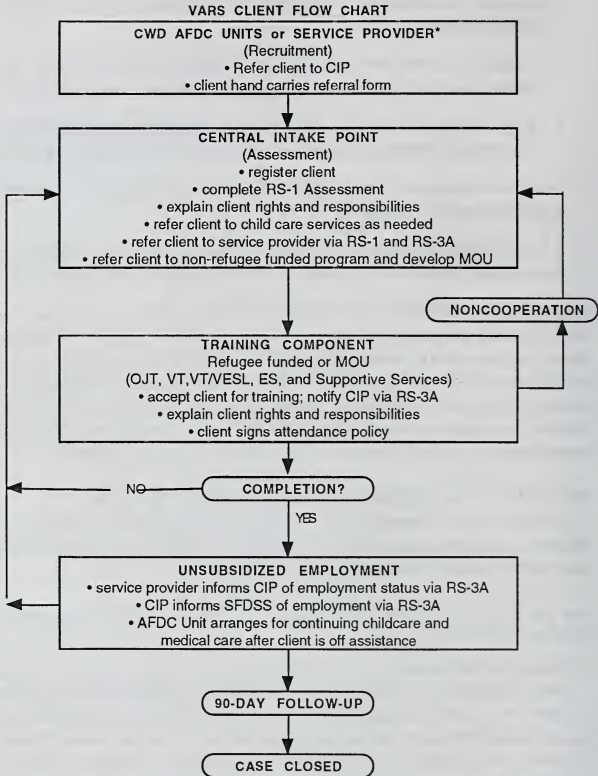 VARS CLIENT FLOW CHART
CWD AFDC UNITS or SERVICE PROVIDER*
(Recruitment)
• Refer client to CIP
• client hand carries referral form
CENTRAL INTAKE POINT
(Assessment)
• register client
• complete RS-1 Assessment
• explain client rights and responsibilities
• refer client to child care services as needed
• refer client to service provider via RS-1 and RS-3A
• refer client to non-refugee funded program and develop MOU
NONCOOPERATION
TRAINING COMPONENT
Refugee funded or MOU
(OJT, VT,VT/VESL, ES, and Supportive Services)
• accept client for training; notify CIP via RS-3A
• explain client rights and responsibilities
• client signs attendance policy
NO
COMPLETION?
YES
UNSUBSIDIZED EMPLOYMENT
• service provider informs CIP of employment status via RS-3A
• CIP informs SFDSS of employment via RS-3A
• AFDC Unit arranges for continuing childcare and
medical care after client is off assistance
90-DAY FOLLOW-UP
CASE CLOSED